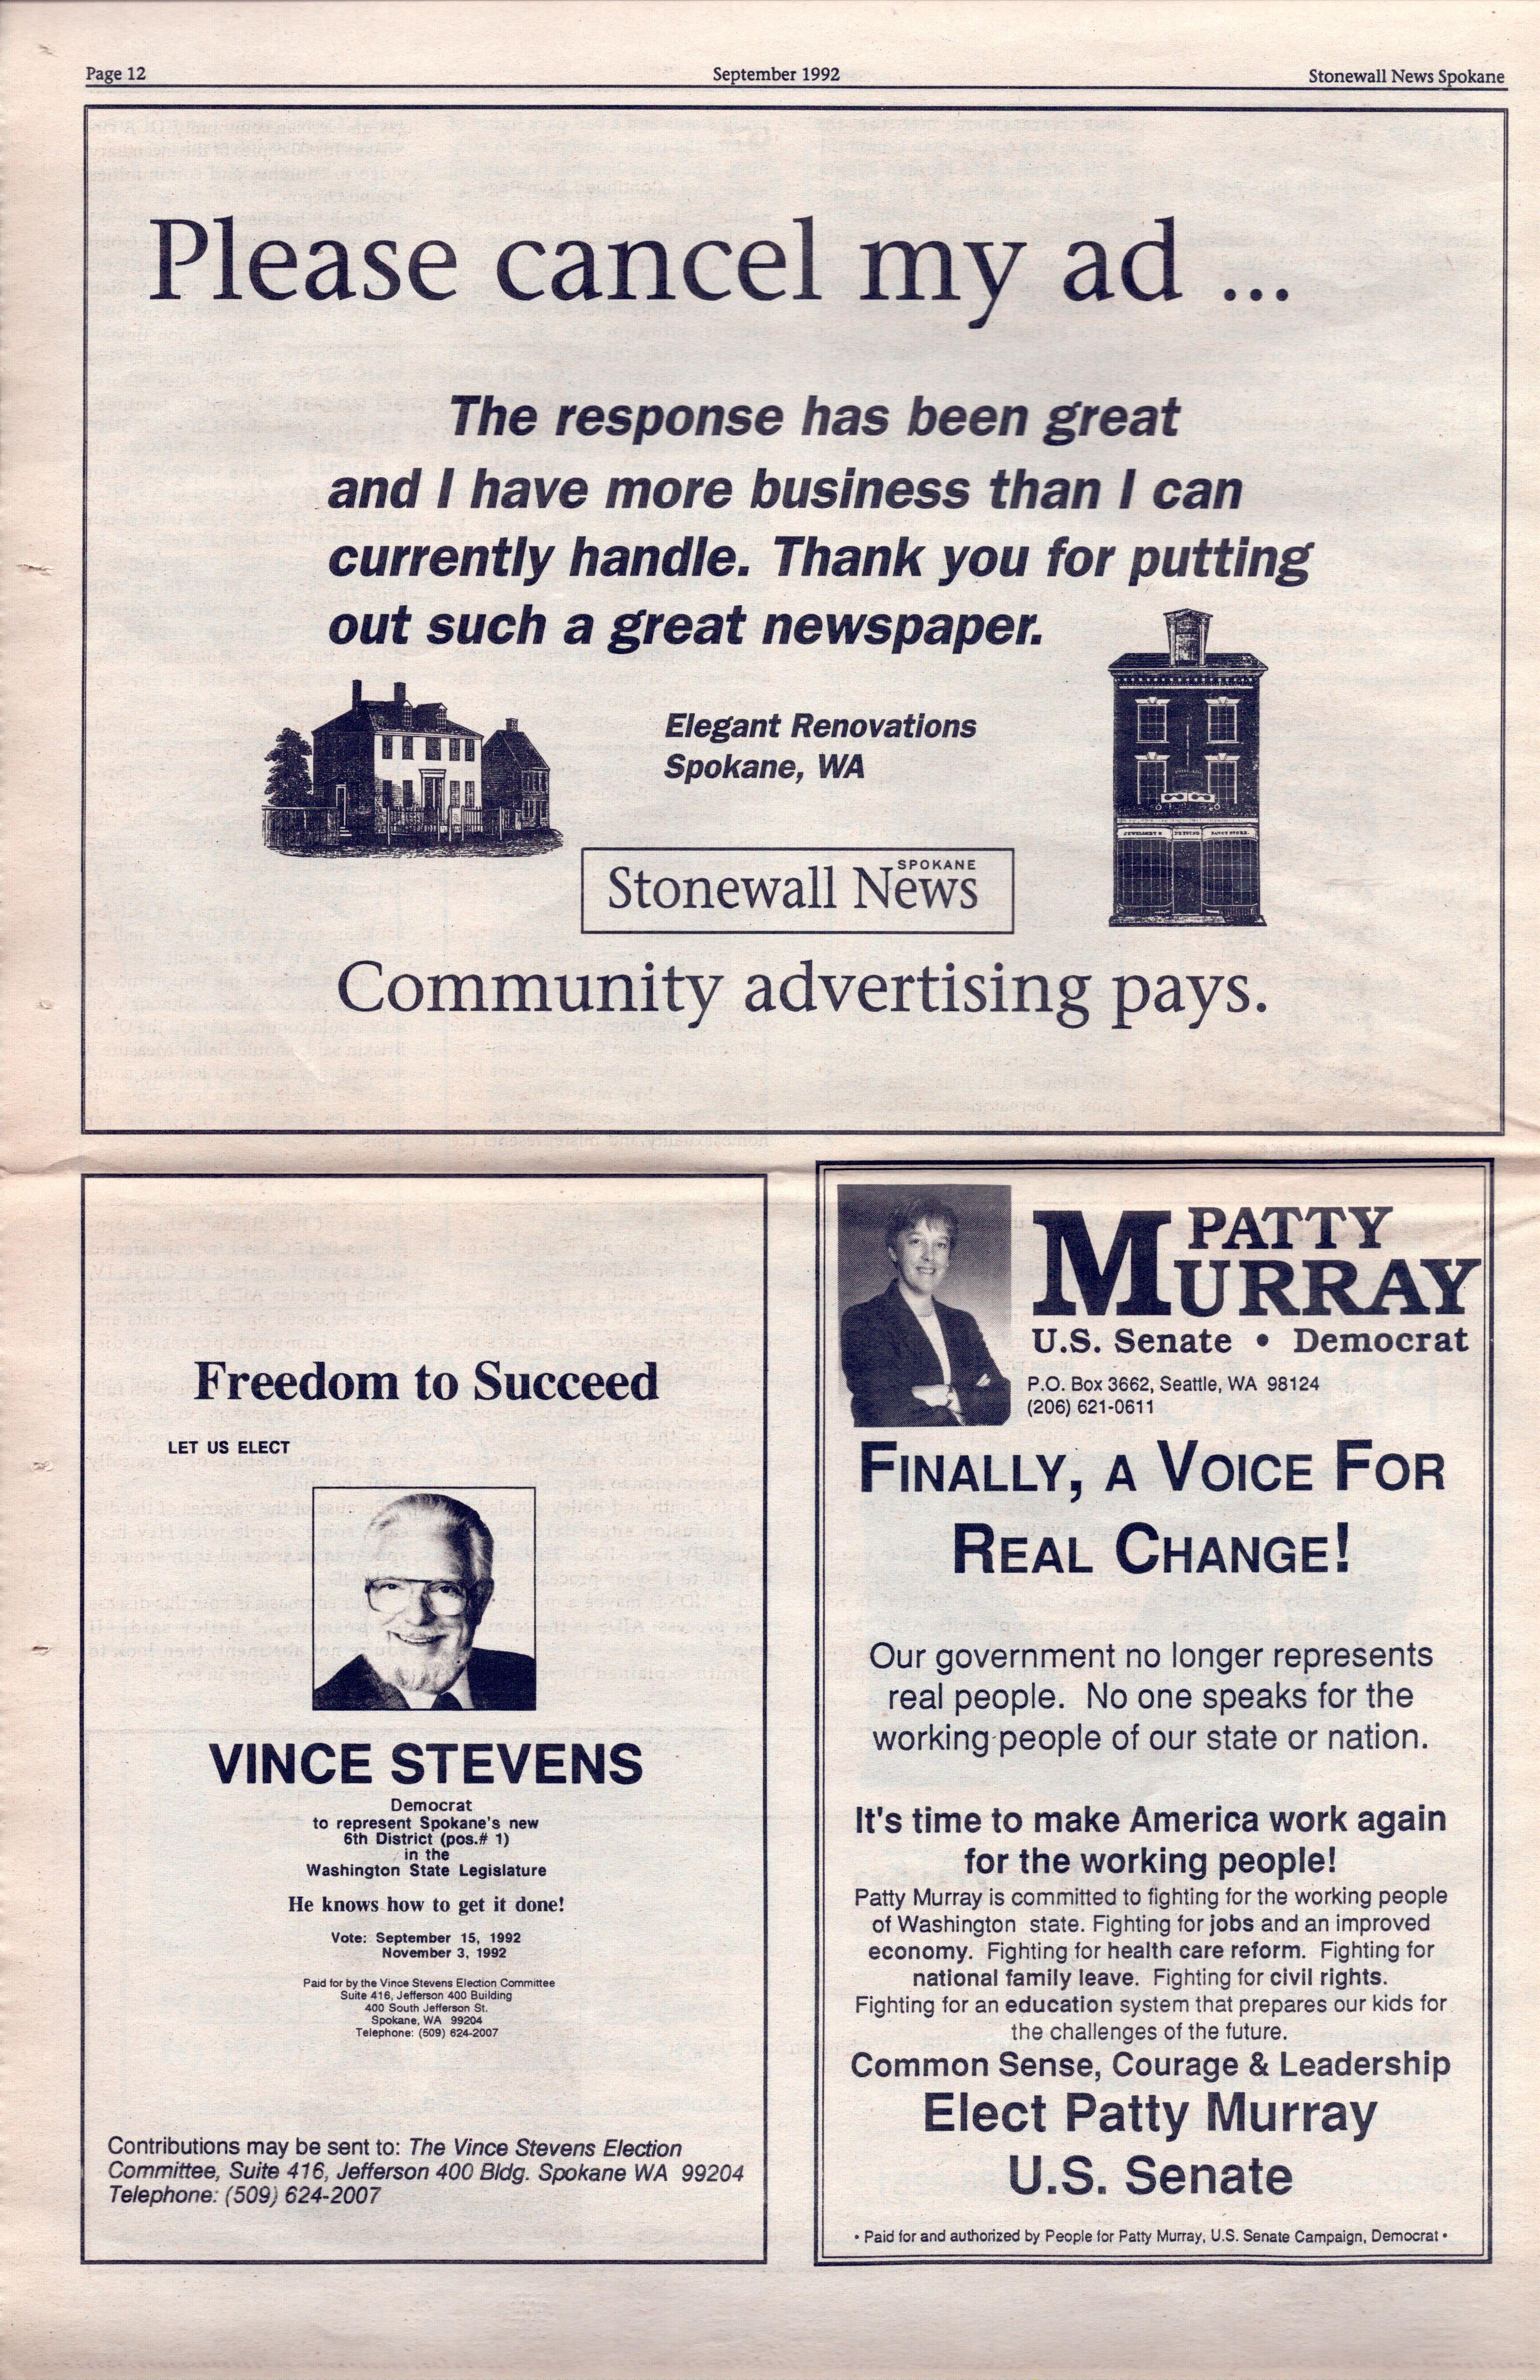 Page 12
September 1992
Stonewall News Spokane
Please cancel my ad ...
The response has been great
and I have more business than I can
currently handle. Thank you for putting
out such a great newspaper.
Elegant Renovations
Spokane, WA
JEWELLERY &
FANCY STORE.
SPOKANE
Stonewall News
Community advertising pays.
Freedom to Succeed
LET US ELECT
VINCE STEVENS
Democrat
to represent Spokane's new
6th District (pos.# 1)
in the
Washington State Legislature
He knows how to get it done!
Vote: September 15, 1992
November 3, 1992
Paid for by the Vince Stevens Election Committee
Suite 416, Jefferson 400 Building
400 South Jefferson St.
Spokane, WA 99204
Telephone: (509) 624-2007
Contributions may be sent to: The Vince Stevens Election
Committee, Suite 416, Jefferson 400 Bldg. Spokane WA 99204
Telephone: (509) 624-2007
PATTY
MURRAY
U.S. Senate • Democrat
P.O. Box 3662, Seattle, WA 98124
(206) 621-0611
FINALLY, A VOICE FOR
REAL CHANGE!
Our government no longer represents
real people. No one speaks for the
working people of our state or nation.
It's time to make America work again
for the working people!
Patty Murray is committed to fighting for the working people
of Washington state. Fighting for jobs and an improved
economy. Fighting for health care reform. Fighting for
national family leave. Fighting for civil rights.
Fighting for an education system that prepares our kids for
the challenges of the future.
Common Sense, Courage & Leadership
Elect Patty Murray
U.S. Senate
• Paid for and authorized by People for Patty Murray, U.S. Senate Campaign, Democrat •